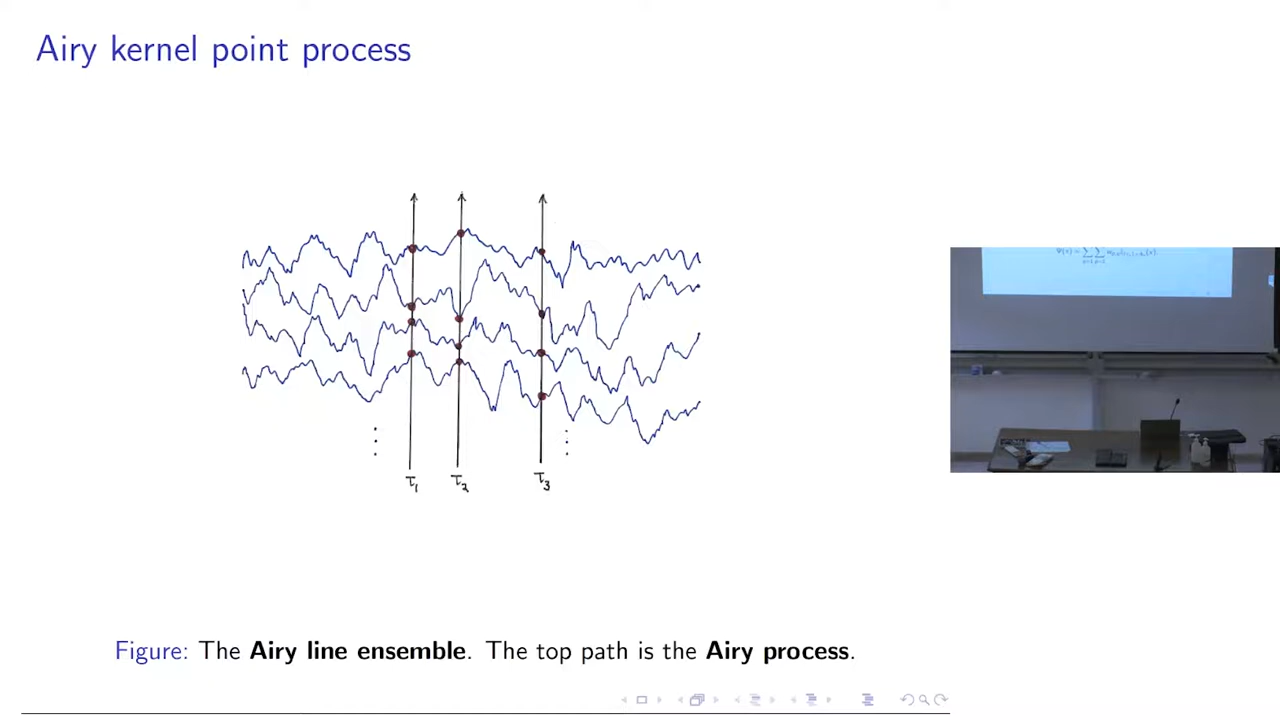 Airy kernel point process
τ₁ τ₂ τ₃
Figure: The Airy line ensemble. The top path is the Airy process.